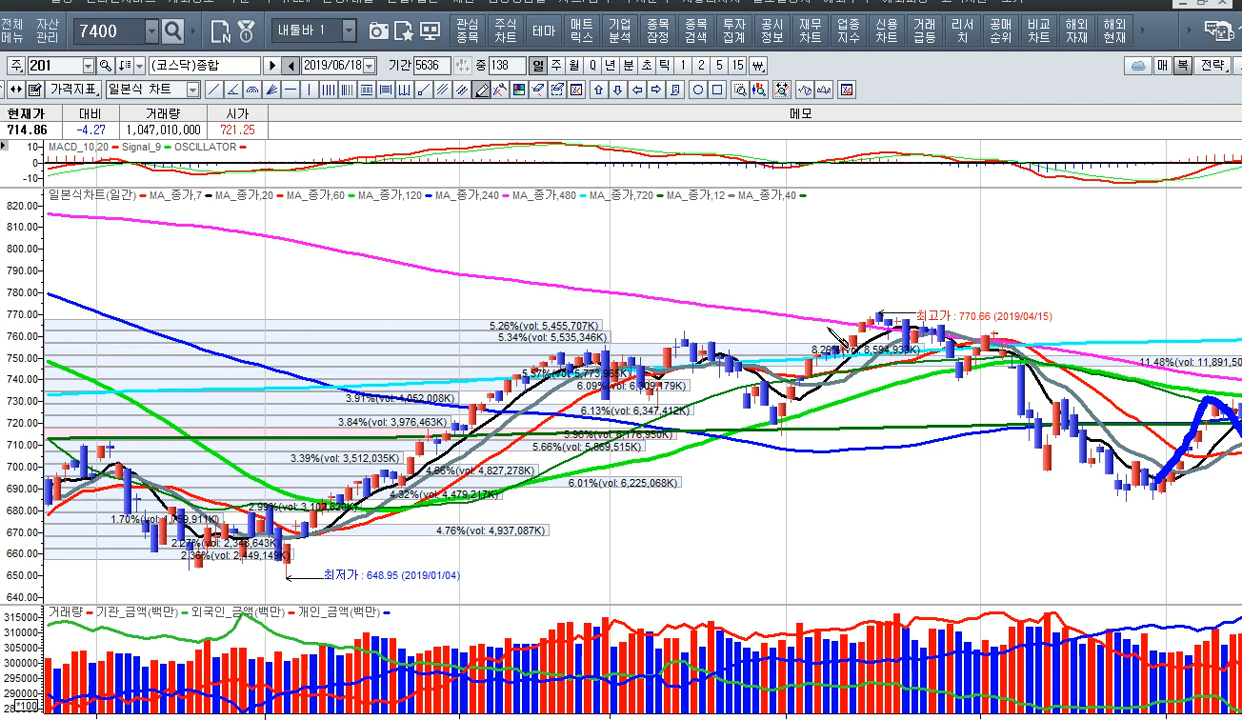 전체 메뉴 자산 관리 7400 내툴바 1 관심 종목 주식 차트 테마 매트릭스 기업 분석 종목 잠정 종목 검색 투자 집계 공시 정보 재무 차트 업종 지수 신용 차트 거래 급등 리서치 공매 순위 비교 차트 해외 자재 해외 현재
주 201 (코스닥)종합 2019/06/18 기간 5636 중 138 일 주 월 Q 년 분 초 틱 1 2 5 15 매 복 전략
가격지표 일본식 차트
현재가 대비 거래량 시가 메모
714.86 -4.27 1,047,010,000 721.25
MACD_10,20 Signal_9 OSCILLATOR
10
0
-10
일본식차트(일간) MA_종가,7 MA_종가,20 MA_종가,60 MA_종가,120 MA_종가,240 MA_종가,480 MA_종가,720 MA_종가,12 MA_종가,40
820.00
810.00
800.00
790.00
780.00
770.00
최고가 : 770.66 (2019/04/15)
760.00
5.26%(vol: 5,455,707K)
5.34%(vol: 5,535,346K)
750.00
11.48%(vol: 11,891,50
740.00
6.09%(vol: 6,309,179K)
730.00
3.91%(vol: 4,052,008K)
6.13%(vol: 6,347,412K)
720.00
3.84%(vol: 3,976,463K)
5.96%(vol: 6,176,950K)
710.00
5.66%(vol: 5,869,515K)
3.39%(vol: 3,512,035K)
700.00
4.66%(vol: 4,827,278K)
690.00
6.01%(vol: 6,225,068K)
4.32%(vol: 4,479,217K)
680.00
670.00
4.76%(vol: 4,937,087K)
660.00
650.00
최저가 : 648.95 (2019/01/04)
640.00
거래량 기관_금액(백만) 외국인_금액(백만) 개인_금액(백만)
315000
310000
305000
300000
295000
290000
*100